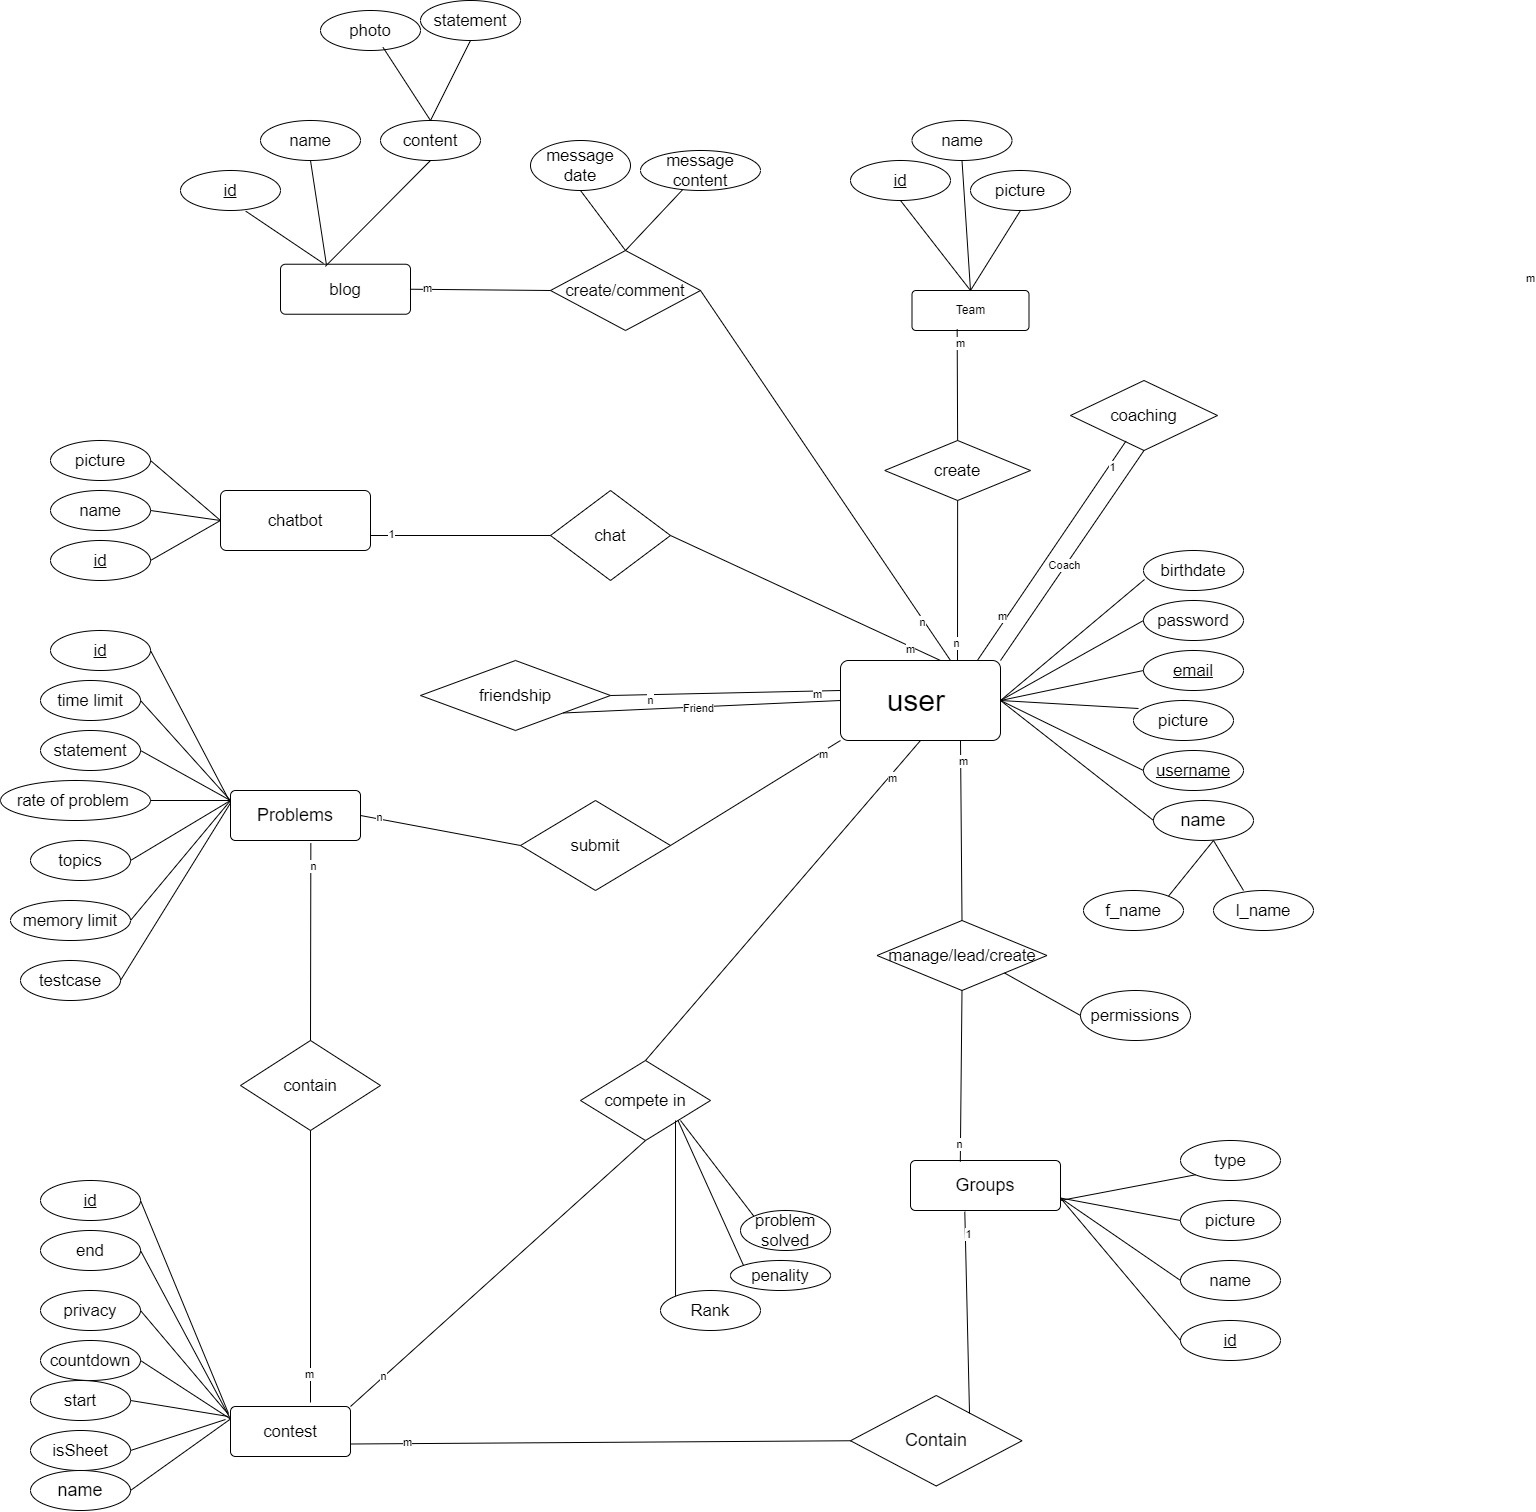 photo
statement
name
content
id
message
date
message
content
name
id
picture
blog
m
create/comment
Team
m
m
coaching
1
picture
name
id
chatbot
1
chat
create
Coach
n
m
n
m
birthdate
password
email
picture
username
name
f_name
l_name
user
friendship
n
m
Friend
m
m
m
id
time limit
statement
rate of problem
topics
memory limit
testcase
Problems
n
n
submit
manage/lead/create
permissions
contain
compete in
problem
solved
penality
Rank
n
Groups
1
type
picture
name
id
id
end
privacy
countdown
start
isSheet
name
m
n
contest
m
Contain